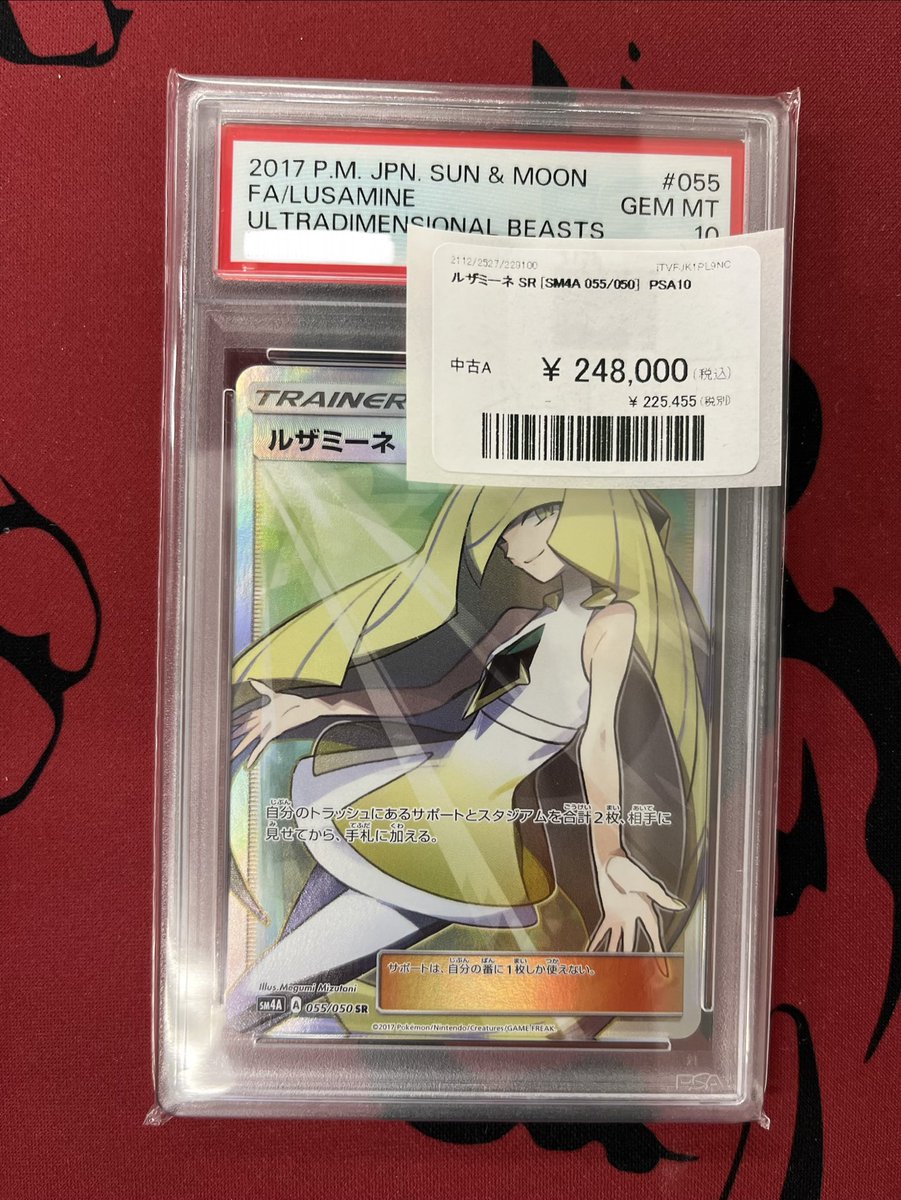 2017 P.M. JPN. SUN & MOON #055
FA/LUSAMINE GEM MT
ULTRADIMENSIONAL BEASTS 10
2112/2527/229100
ルザミーネ SR [SM4A 055/050] PSA10
中古A ¥ 248,000 (税込)
¥ 225,455 (税別)
TRAINER
ルザミーネ
自分のトラッシュにあるサポートとスタジアムを合計2枚、相手に
見せてから、手札に加える。
サポートは、自分の番に1枚しか使えない。
Illus.Megumi Mizutani
SM4A A 055/050 SR
©2017 Pokémon/Nintendo/Creatures/GAME FREAK
PSA